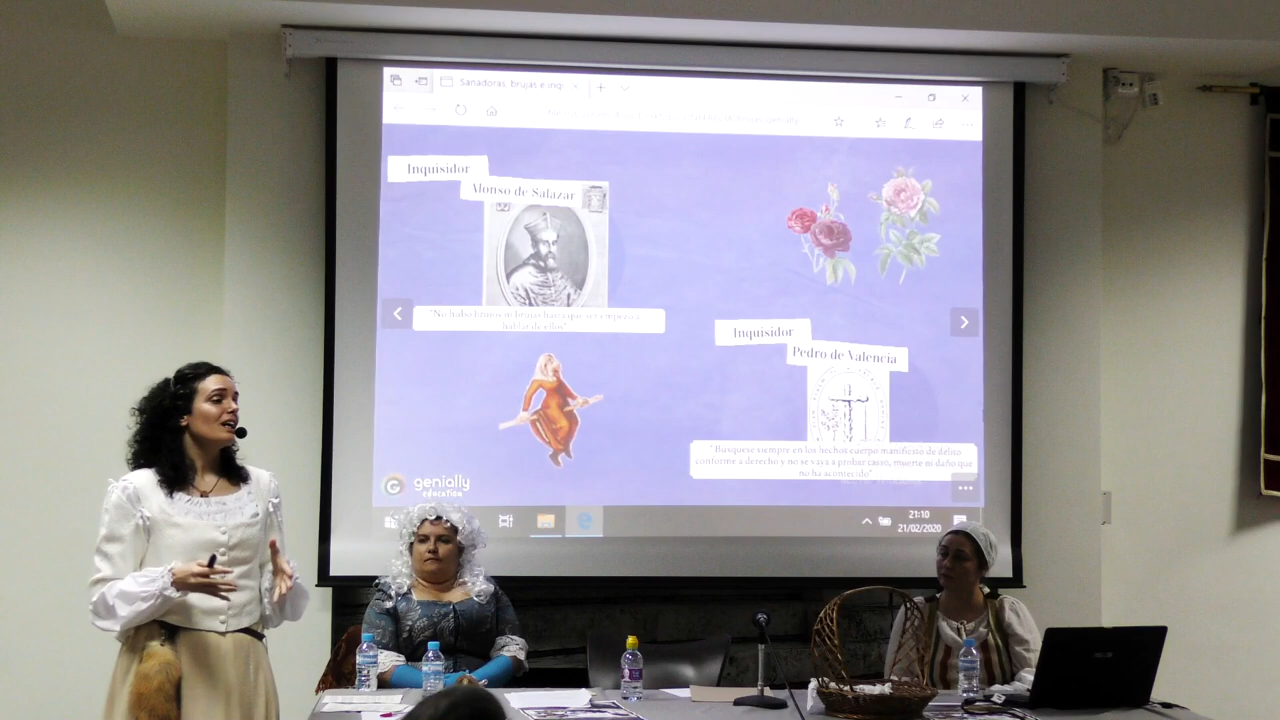 Sanadoras, brujas e inqu
Inquisidor
Alonso de Salazar
"No hubo brujos ni brujas hasta que se empezó a
hablar de ellos"
Inquisidor
Pedro de Valencia
"Búsquese siempre en los hechos cuerpo manifiesto de delito
conforme a derecho y no se vaya a probar caso, muerte ni daño que
no ha acontecido"
genially
education
21:10
21/02/2020